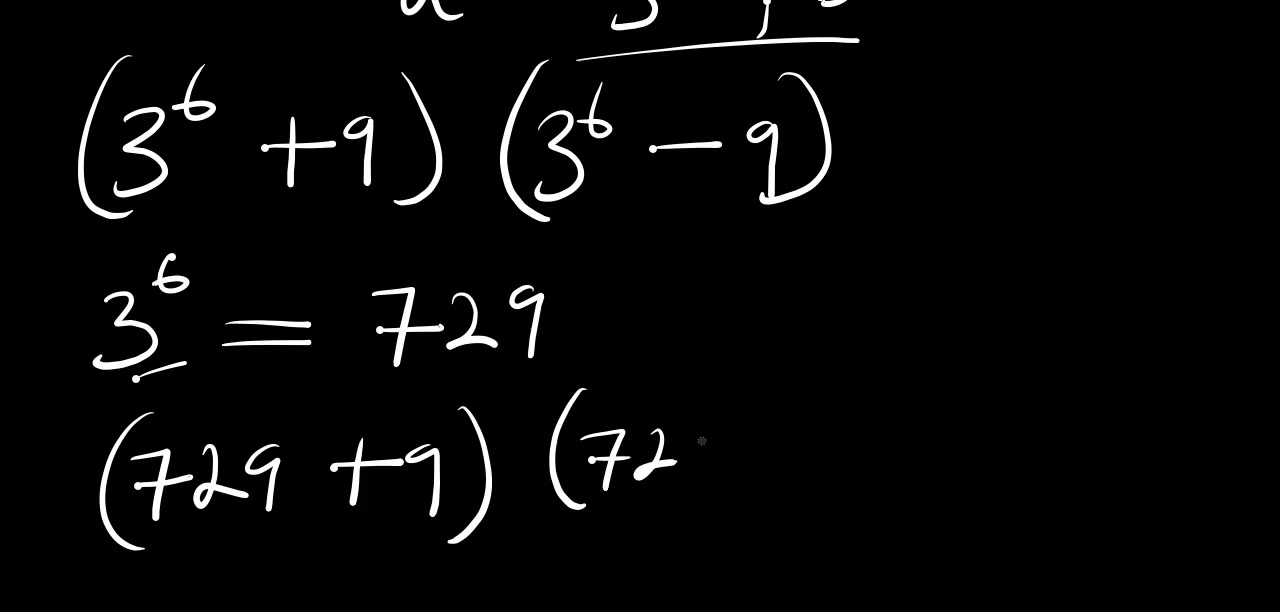 (3⁶ + 9) (3⁶ - 9)
3⁶ = 729
(729 + 9) (72